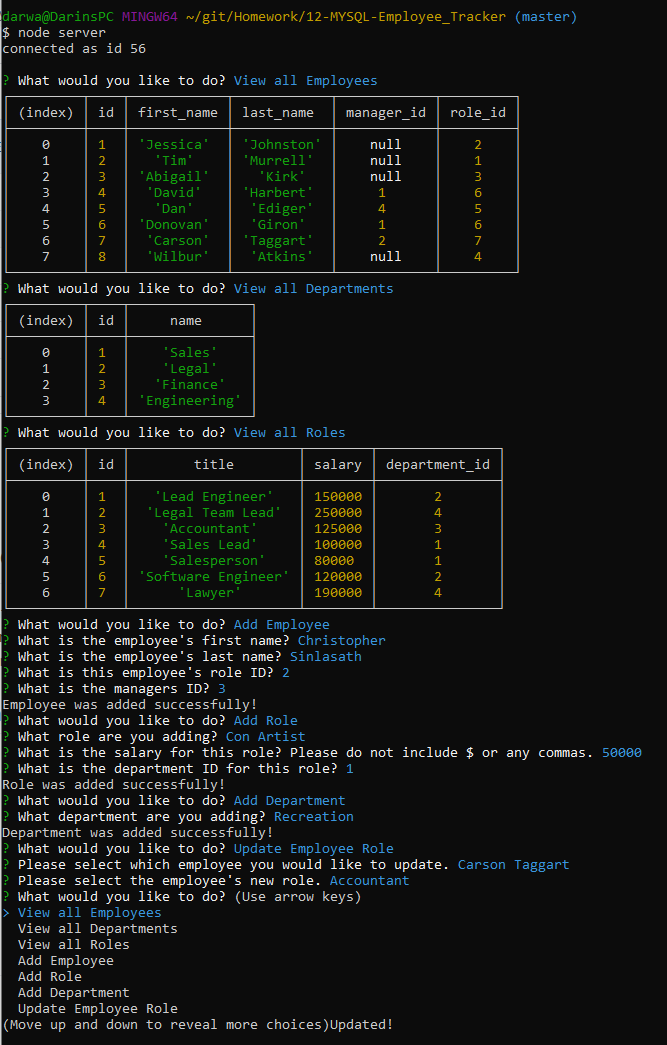 darwa@DarinsPC MINGW64 ~/git/Homework/12-MYSQL-Employee_Tracker (master)
$ node server
connected as id 56
? What would you like to do? View all Employees
(index) id first_name last_name manager_id role_id
0 1 'Jessica' 'Johnston' null 2
1 2 'Tim' 'Murrell' null 1
2 3 'Abigail' 'Kirk' null 3
3 4 'David' 'Harbert' 1 6
4 5 'Dan' 'Ediger' 4 5
5 6 'Donovan' 'Giron' 1 6
6 7 'Carson' 'Taggart' 2 7
7 8 'Wilbur' 'Atkins' null 4
? What would you like to do? View all Departments
(index) id name
0 1 'Sales'
1 2 'Legal'
2 3 'Finance'
3 4 'Engineering'
? What would you like to do? View all Roles
(index) id title salary department_id
0 1 'Lead Engineer' 150000 2
1 2 'Legal Team Lead' 250000 4
2 3 'Accountant' 125000 3
3 4 'Sales Lead' 100000 1
4 5 'Salesperson' 80000 1
5 6 'Software Engineer' 120000 2
6 7 'Lawyer' 190000 4
? What would you like to do? Add Employee
? What is the employee's first name? Christopher
? What is the employee's last name? Sinlasath
? What is this employee's role ID? 2
? What is the managers ID? 3
Employee was added successfully!
? What would you like to do? Add Role
? What role are you adding? Con Artist
? What is the salary for this role? Please do not include $ or any commas. 50000
? What is the department ID for this role? 1
Role was added successfully!
? What would you like to do? Add Department
? What department are you adding? Recreation
Department was added successfully!
? What would you like to do? Update Employee Role
? Please select which employee you would like to update. Carson Taggart
? Please select the employee's new role. Accountant
? What would you like to do? (Use arrow keys)
> View all Employees
View all Departments
View all Roles
Add Employee
Add Role
Add Department
Update Employee Role
(Move up and down to reveal more choices)Updated!